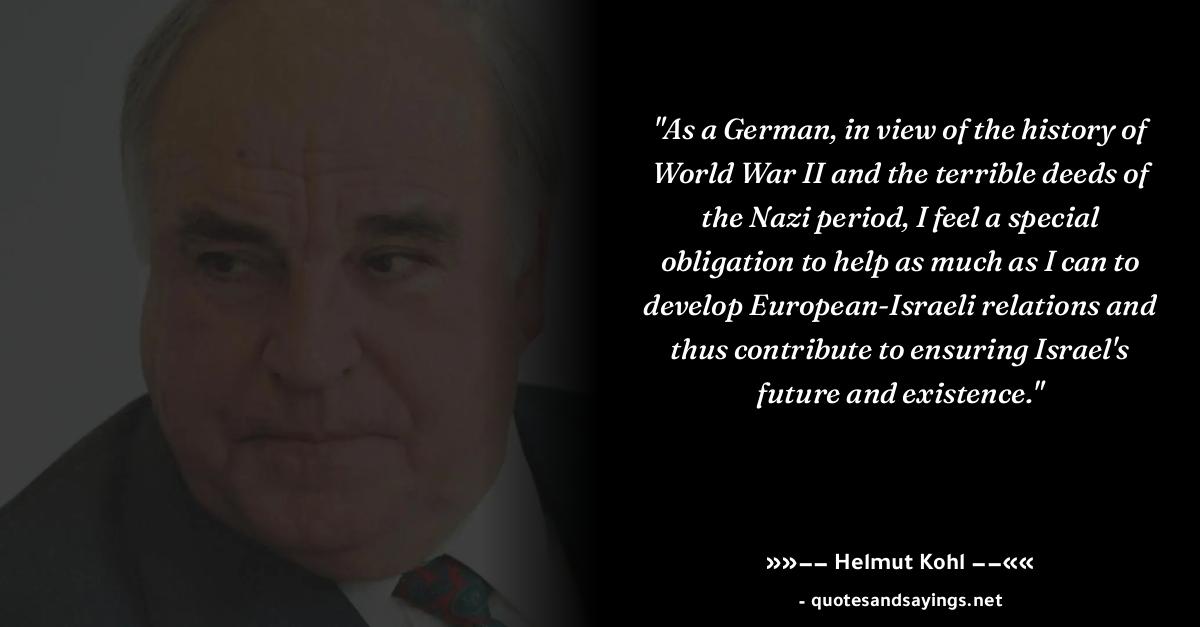 "As a German, in view of the history of
World War II and the terrible deeds of
the Nazi period, I feel a special
obligation to help as much as I can to
develop European-Israeli relations and
thus contribute to ensuring Israel's
future and existence."
»»–– Helmut Kohl ––««
- quotesandsayings.net